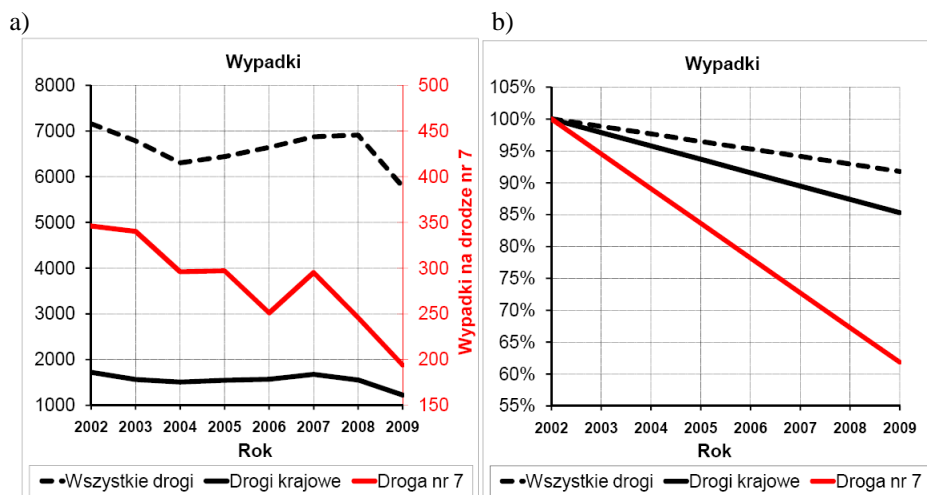 a)
Wypadki
8000
7000
6000
5000
4000
3000
2000
1000
500
450
400
350
300
250
200
150
Wypadki na drodze nr 7
2002 2003 2004 2005 2006 2007 2008 2009
Rok
Wszystkie drogi Drogi krajowe Droga nr 7
b)
Wypadki
105%
100%
95%
90%
85%
80%
75%
70%
65%
60%
55%
2002 2003 2004 2005 2006 2007 2008 2009
Rok
Wszystkie drogi Drogi krajowe Droga nr 7